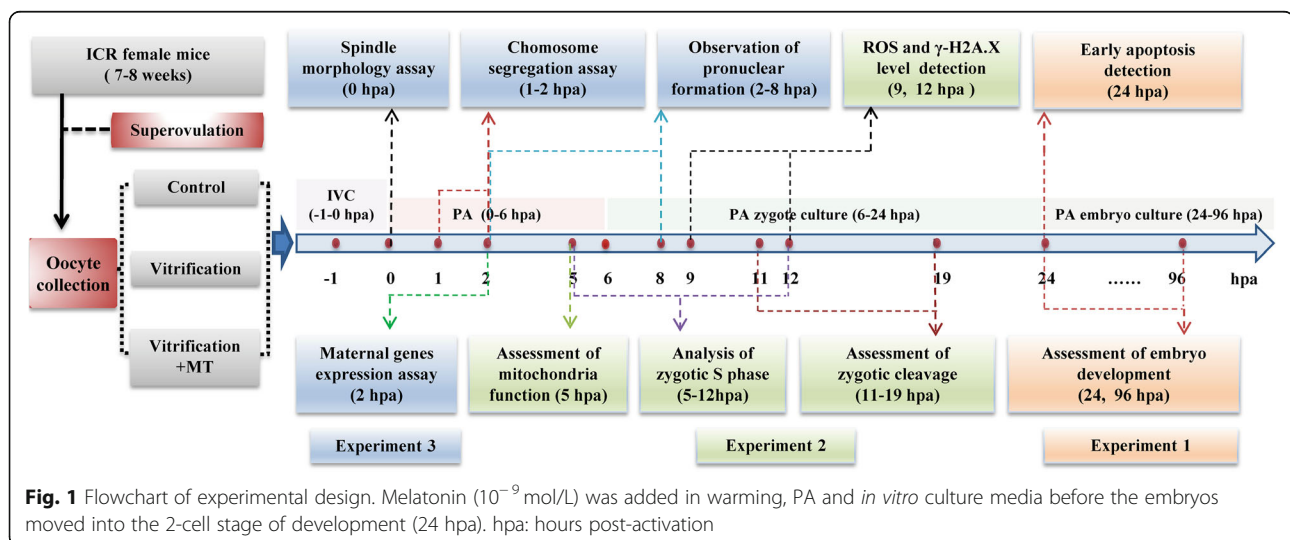 ICR female mice
( 7-8 weeks)
Superovulation
Oocyte
collection
Control
Vitrification
Vitrification
+MT
Spindle
morphology assay
(0 hpa)
Chomosome
segregation assay
(1-2 hpa)
Observation of
pronuclear
formation (2-8 hpa)
ROS and γ-H2A.X
level detection
(9, 12 hpa )
Early apoptosis
detection
(24 hpa)
IVC
(-1-0 hpa)
PA (0-6 hpa)
PA zygote culture (6-24 hpa)
PA embryo culture (24-96 hpa)
-1 0 1 2 5 6 8 9 11 12 19 24 …… 96 hpa
Maternal genes
expression assay
(2 hpa)
Assessment of
mitochondria
function (5 hpa)
Analysis of
zygotic S phase
(5-12hpa)
Assessment of
zygotic cleavage
(11-19 hpa)
Assessment of embryo
development
(24, 96 hpa)
Experiment 3
Experiment 2
Experiment 1
Fig. 1 Flowchart of experimental design. Melatonin (10⁻⁹ mol/L) was added in warming, PA and in vitro culture media before the embryos
moved into the 2-cell stage of development (24 hpa). hpa: hours post-activation